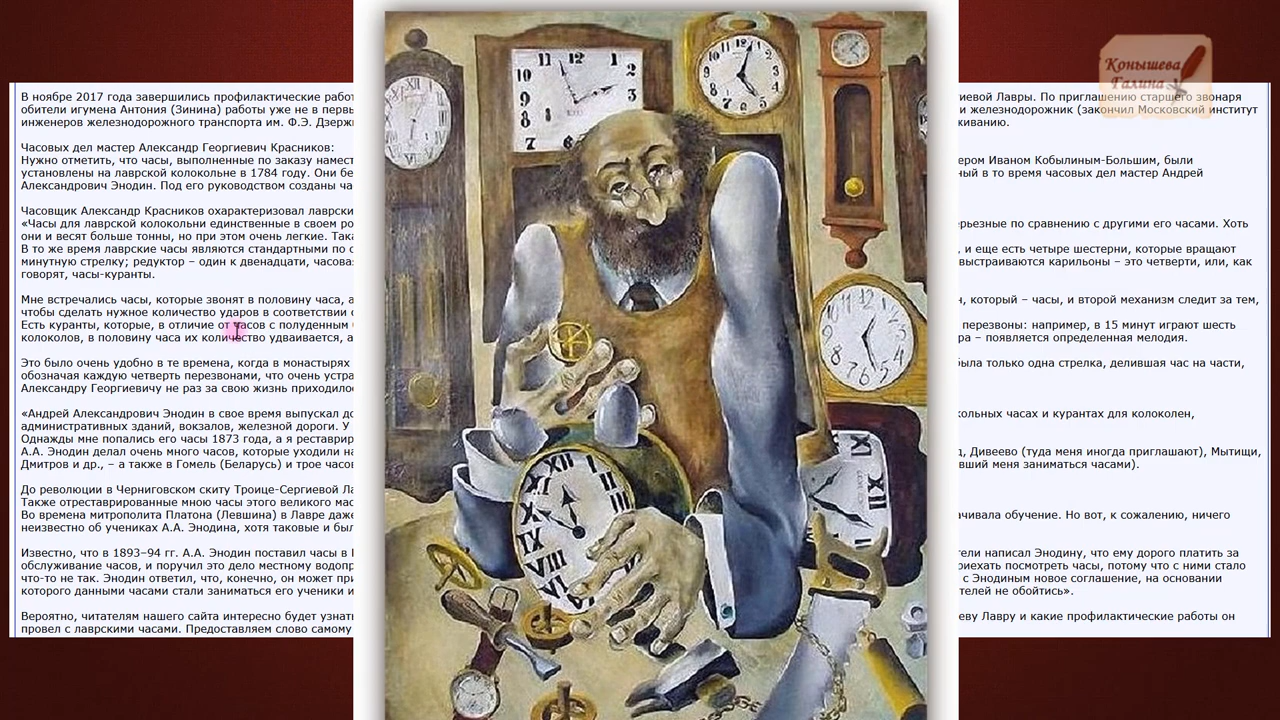 Конышева
Галина
В ноябре 2017 года завершились профилактические работ
иевой Лавры. По приглашению старшего звонаря
обители игумена Антония (Зинина) работы уже не в первы
и железнодорожник (закончил Московский институт
инженеров железнодорожного транспорта им. Ф.Э. Дзержи
живанию.
Часовых дел мастер Александр Георгиевич Красников:
Нужно отметить, что часы, выполненные по заказу намест
ером Иваном Кобылиным-Большим, были
установлены на лаврской колокольне в 1784 году. Они бе
ный в то время часовых дел мастер Андрей
Александрович Энодин. Под его руководством созданы ча
Часовщик Александр Красников охарактеризовал лаврски
«Часы для лаврской колокольни единственные в своем ро
ерьезные по сравнению с другими его часами. Хоть
они и весят больше тонны, но при этом очень легкие. Така
В то же время лаврские часы являются стандартными по с
, и еще есть четыре шестерни, которые вращают
минутную стрелку; редуктор – один к двенадцати, часова
выстраиваются карильоны – это четверти, или, как
говорят, часы-куранты.
Мне встречались часы, которые звонят в половину часа, а
н, который – часы, и второй механизм следит за тем,
чтобы сделать нужное количество ударов в соответствии с
Есть куранты, которые, в отличие от часов с полуденным
перезвоны: например, в 15 минут играют шесть
колоколов, в половину часа их количество удваивается, а
ра – появляется определенная мелодия.
Это было очень удобно в те времена, когда в монастырях
была только одна стрелка, делившая час на части,
обозначая каждую четверть перезвонами, что очень устра
Александру Георгиевичу не раз за свою жизнь приходилос
«Андрей Александрович Энодин в свое время выпускал до
кольных часах и курантах для колоколен,
административных зданий, вокзалов, железной дороги. У
Однажды мне попались его часы 1873 года, а я реставрир
А.А. Энодин делал очень много часов, которые уходили на
д, Дивеево (туда меня иногда приглашают), Мытищи,
Дмитров и др., – а также в Гомель (Беларусь) и трое часов
вший меня заниматься часами).
До революции в Черниговском скиту Троице-Сергиевой Ла
Также отреставрированные мною часы этого великого мас
Во времена митрополита Платона (Левшина) в Лавре даже
ачивала обучение. Но вот, к сожалению, ничего
неизвестно об учениках А.А. Энодина, хотя таковые и был
Известно, что в 1893–94 гг. А.А. Энодин поставил часы в
тели написал Энодину, что ему дорого платить за
обслуживание часов, и поручил это дело местному водопр
риехать посмотреть часы, потому что с ними стало
что-то не так. Энодин ответил, что, конечно, он может при
с Энодиным новое соглашение, на основании
которого данными часами стали заниматься его ученики и
телей не обойтись».
Вероятно, читателям нашего сайта интересно будет узнать
еву Лавру и какие профилактические работы он
провел с лаврскими часами. Предоставляем слово самому